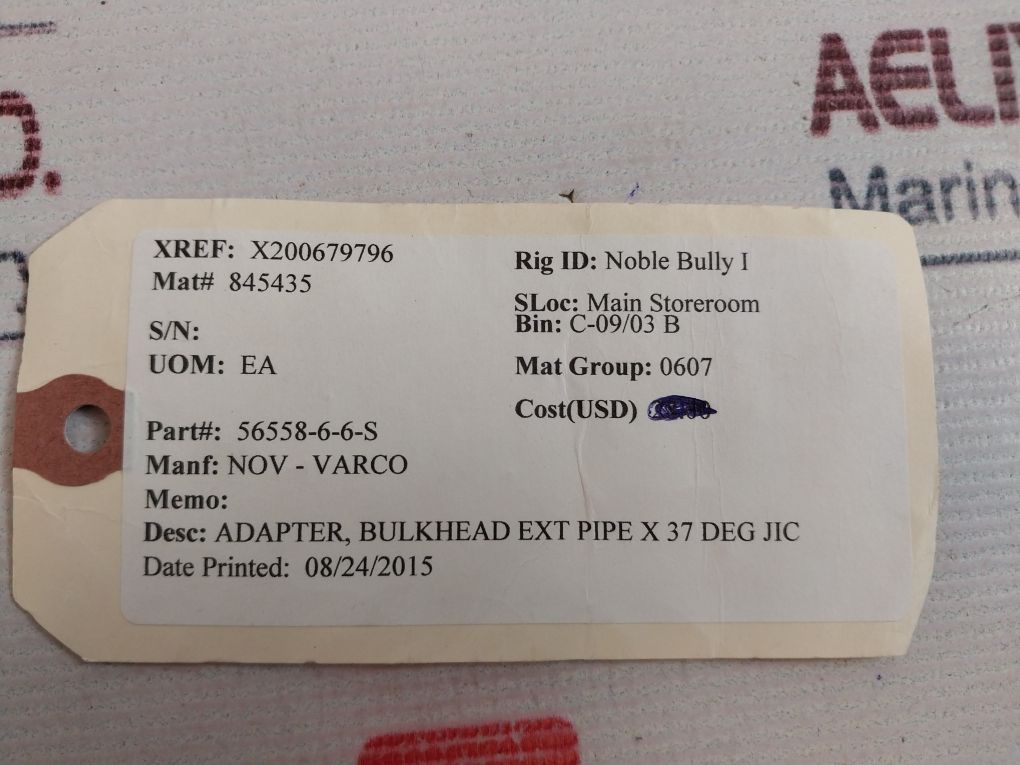 AELI
D.
Marin
XREF: X200679796
Mat# 845435
S/N:
UOM: EA
Part#: 56558-6-6-S
Manf: NOV - VARCO
Memo:
Desc: ADAPTER, BULKHEAD EXT PIPE X 37 DEG JIC
Date Printed: 08/24/2015
Rig ID: Noble Bully I
SLoc: Main Storeroom
Bin: C-09/03 B
Mat Group: 0607
Cost(USD)